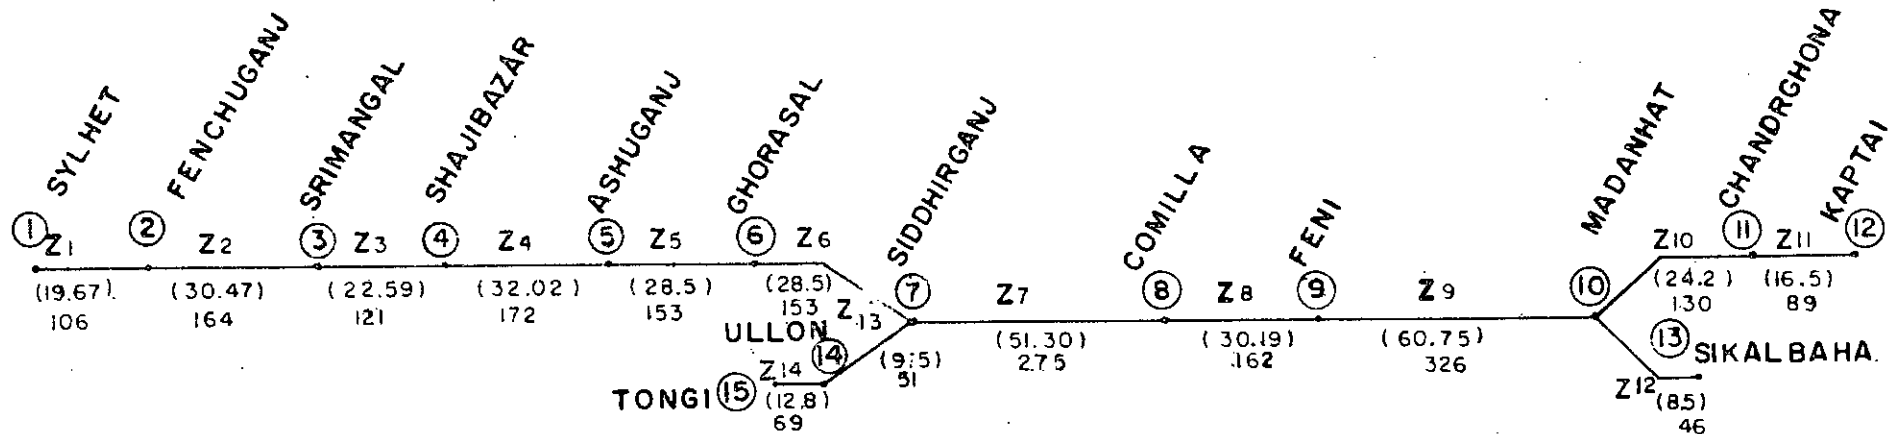 SYLHET
FENCHUGANJ
SRIMANGAL
SHAJIBAZAR
ASHUGANJ
GHORASAL
SIDDHIRGANJ
COMILLA
FENI
MADANHAT
CHANDRGHONA
KAPTAI
1 Z1 2 Z2 3 Z3 4 Z4 5 Z5 6 Z6 Z10 11 Z11 12
(19.67) (30.47) (22.59) (32.02) (28.5) (28.5) (24.2) (16.5)
106 164 121 172 153 153 130 89
7 Z7 8 Z8 9 Z9 10
(51.30) (30.19) (60.75)
275 162 326
Z13
ULLON 14
(9.5)
51
TONGI 15 Z14
(12.8)
69
13 SIKALBAHA
Z12
(8.5)
46